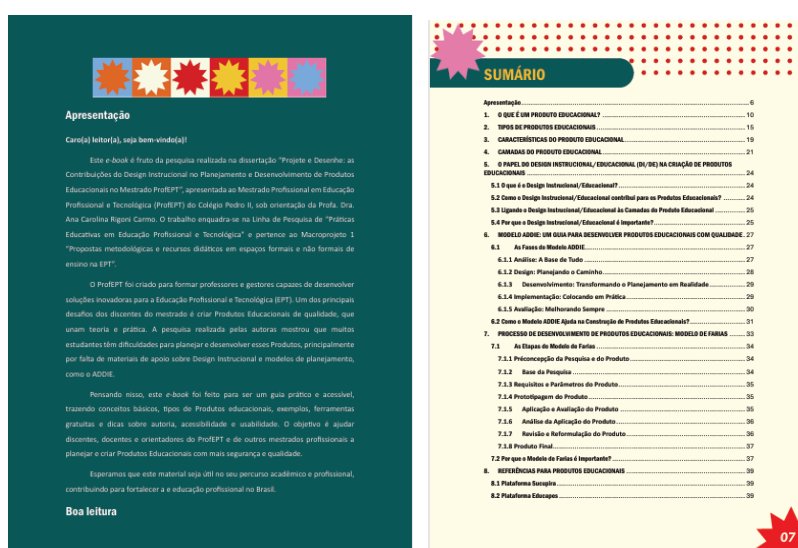 Apresentação
Caro(a) leitor(a), seja bem-vindo(a)!
Este e-book é fruto da pesquisa realizada na dissertação "Projete e Desenhe: as
Contribuições do Design Instrucional no Planejamento e Desenvolvimento de Produtos
Educacionais no Mestrado ProfEPT", apresentada ao Mestrado Profissional em Educação
Profissional e Tecnológica (ProfEPT) do Colégio Pedro II, sob orientação da Profa. Dra.
Ana Carolina Rigoni Carmo. O trabalho enquadra-se na Linha de Pesquisa de "Práticas
Educativas em Educação Profissional e Tecnológica" e pertence ao Macroprojeto 1
"Propostas metodológicas e recursos didáticos em espaços formais e não formais de
ensino na EPT".
O ProfEPT foi criado para formar professores e gestores capazes de desenvolver
soluções inovadoras para a Educação Profissional e Tecnológica (EPT). Um dos principais
desafios dos discentes do mestrado é criar Produtos Educacionais de qualidade, que
unam teoria e prática. A pesquisa realizada pelas autoras mostrou que muitos
estudantes têm dificuldades para planejar e desenvolver esses Produtos, principalmente
por falta de materiais de apoio sobre Design Instrucional e modelos de planejamento,
como o ADDIE.
Pensando nisso, este e-book foi feito para ser um guia prático e acessível,
trazendo conceitos básicos, tipos de Produtos educacionais, exemplos, ferramentas
gratuitas e dicas sobre autoria, acessibilidade e usabilidade. O objetivo é ajudar
discentes, docentes e orientadores do ProfEPT e de outros mestrados profissionais a
planejar e criar Produtos Educacionais com mais segurança e qualidade.
Esperamos que este material seja útil no seu percurso acadêmico e profissional,
contribuindo para fortalecer a e educação profissional no Brasil.
Boa leitura
SUMÁRIO
Apresentação 6
1. O QUE É UM PRODUTO EDUCACIONAL? 10
2. TIPOS DE PRODUTOS EDUCACIONAIS 15
3. CARACTERÍSTICAS DO PRODUTO EDUCACIONAL 19
4. CAMADAS DO PRODUTO EDUCACIONAL 21
5. O PAPEL DO DESIGN INSTRUCIONAL/EDUCACIONAL (DI/DE) NA CRIAÇÃO DE PRODUTOS
EDUCACIONAIS 24
5.1 O que é o Design Instrucional/Educacional? 24
5.2 Como o Design Instrucional/Educacional contribui para os Produtos Educacionais? 24
5.3 Ligando o Design Instrucional/Educacional às Camadas do Produto Educacional 25
5.4 Por que o Design Instrucional/Educacional é importante? 25
6. MODELO ADDIE: UM GUIA PARA DESENVOLVER PRODUTOS EDUCACIONAIS COM QUALIDADE. 27
6.1 As Fases do Modelo ADDIE 27
6.1.1 Análise: A Base de Tudo 27
6.1.2 Design: Planejando o Caminho 28
6.1.3 Desenvolvimento: Transformando o Planejamento em Realidade 29
6.1.4 Implementação: Colocando em Prática 29
6.1.5 Avaliação: Melhorando Sempre 30
6.2 Como o Modelo ADDIE Ajuda na Construção de Produtos Educacionais? 31
7. PROCESSO DE DESENVOLVIMENTO DE PRODUTOS EDUCACIONAIS: MODELO DE FARIAS 33
7.1 As Etapas do Modelo de Farias 34
7.1.1 Préconcepção da Pesquisa e do Produto 34
7.1.2 Base da Pesquisa 34
7.1.3 Requisitos e Parâmetros do Produto 35
7.1.4 Prototipagem do Produto 35
7.1.5 Aplicação e Avaliação do Produto 35
7.1.6 Análise da Aplicação do Produto 36
7.1.7 Revisão e Reformulação do Produto 36
7.1.8 Produto Final 37
7.2 Por que o Modelo de Farias é Importante? 37
8. REFERÊNCIAS PARA PRODUTOS EDUCACIONAIS 39
8.1 Plataforma Sucupira 39
8.2 Plataforma Educapes 39
07